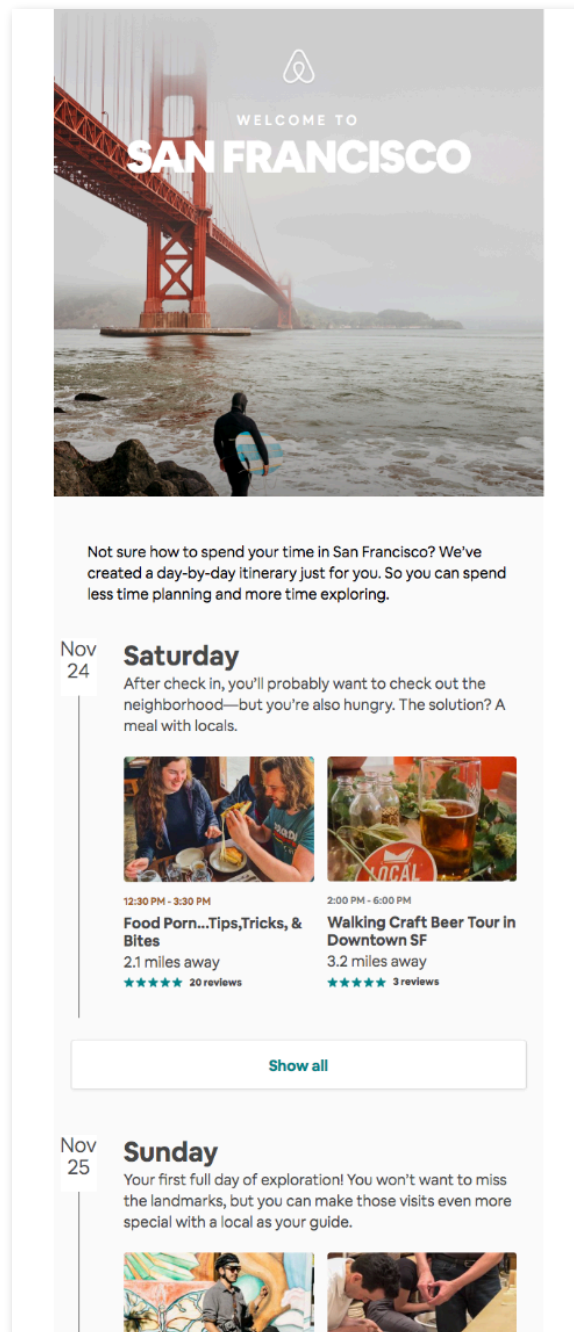 WELCOME TO
SAN FRANCISCO
Not sure how to spend your time in San Francisco? We've
created a day-by-day itinerary just for you. So you can spend
less time planning and more time exploring.
Nov
24
Saturday
After check in, you'll probably want to check out the
neighborhood—but you're also hungry. The solution? A
meal with locals.
LOCAL
12:30 PM - 3:30 PM
Food Porn...Tips,Tricks, &
Bites
2.1 miles away
20 reviews
2:00 PM - 6:00 PM
Walking Craft Beer Tour in
Downtown SF
3.2 miles away
3 reviews
Show all
Nov
25
Sunday
Your first full day of exploration! You won't want to miss
the landmarks, but you can make those visits even more
special with a local as your guide.